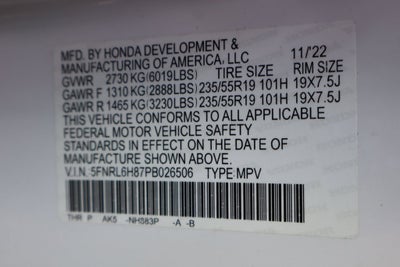 MFD. BY HONDA DEVELOPMENT &
MANUFACTURING OF AMERICA, LLC 11/'22
GVWR 2730 KG(6019LBS) TIRE SIZE RIM SIZE
GAWR F 1310 KG(2888LBS) 235/55R19 101H 19X7.5J
GAWR R 1465 KG(3230LBS) 235/55R19 101H 19X7.5J
THIS VEHICLE CONFORMS TO ALL APPLICABLE
FEDERAL MOTOR VEHICLE SAFETY
STANDARDS IN EFFECT ON THE DATE OF
MANUFACTURE SHOWN ABOVE.
V.I.N. 5FNRL6H87PB026506 TYPE MPV
THR P AK5 -NH883P -A -B